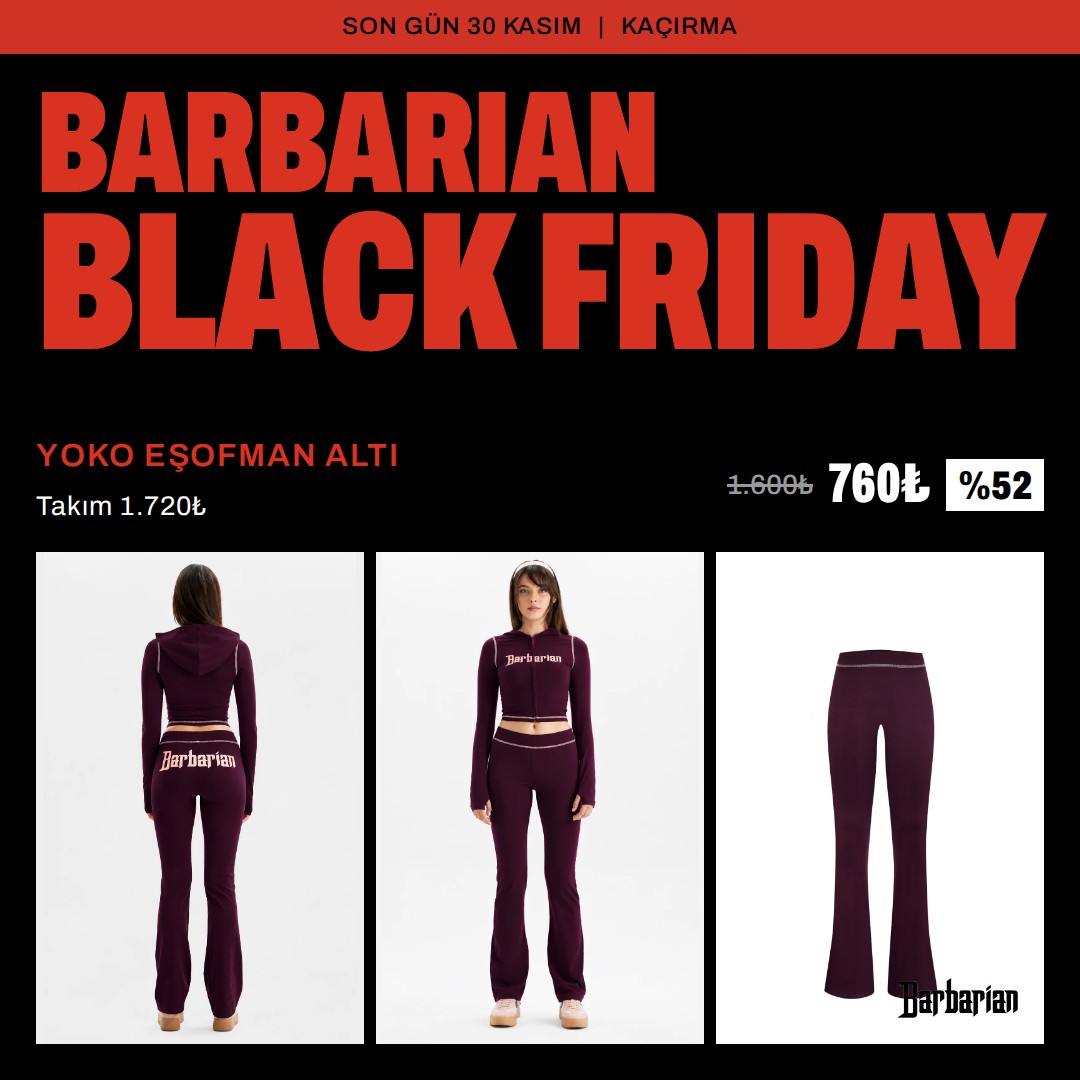 SON GÜN 30 KASIM | KAÇIRMA
BARBARIAN
BLACK FRIDAY
YOKO EŞOFMAN ALTI
Takım 1.720₺
1.600₺ 760₺ %52
Barbarian
Barbarian
Barbarian